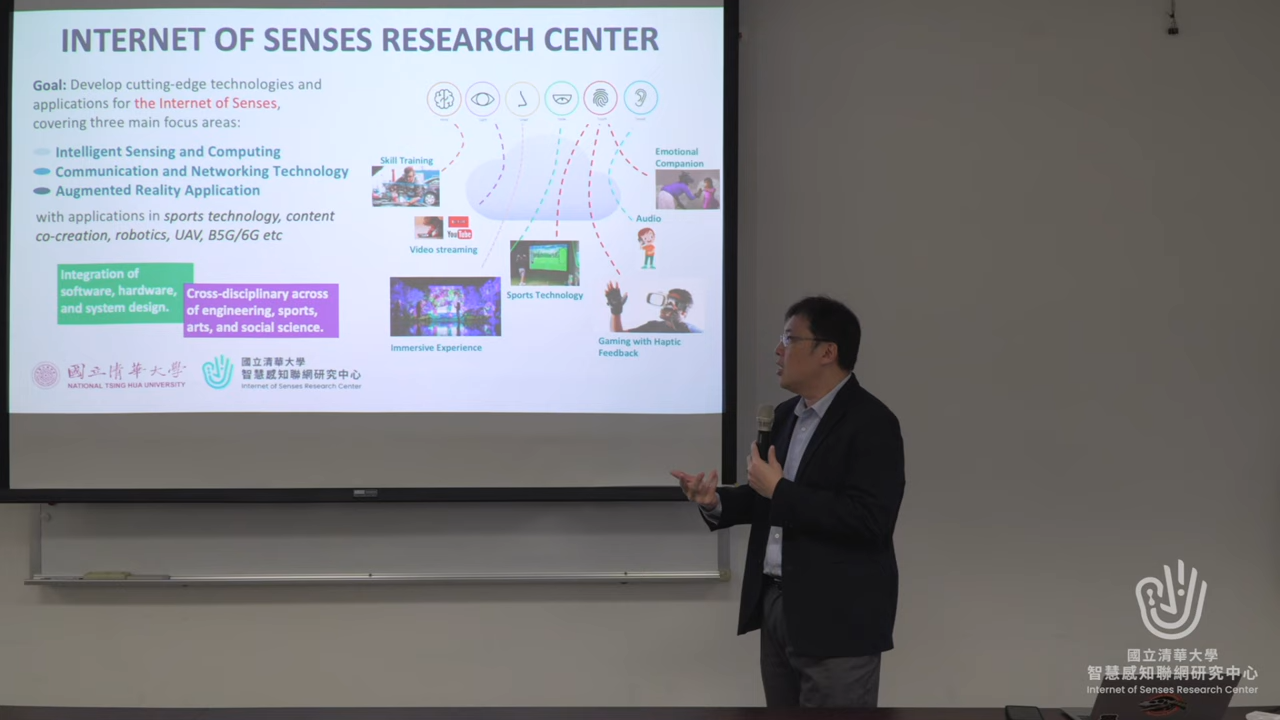 INTERNET OF SENSES RESEARCH CENTER
Goal: Develop cutting-edge technologies and
applications for the Internet of Senses,
covering three main focus areas:
Intelligent Sensing and Computing
Communication and Networking Technology
Augmented Reality Application
with applications in sports technology, content
co-creation, robotics, UAV, B5G/6G etc
Integration of
software, hardware,
and system design.
Cross-disciplinary across
of engineering, sports,
arts, and social science.
國立清華大學
NATIONAL TSING HUA UNIVERSITY
國立清華大學
智慧感知聯網研究中心
Internet of Senses Research Center
Skill Training
Emotional
Companion
Audio
YouTube
Video streaming
Sports Technology
Immersive Experience
Gaming with Haptic
Feedback
國立清華大學
智慧感知聯網研究中心
Internet of Senses Research Center